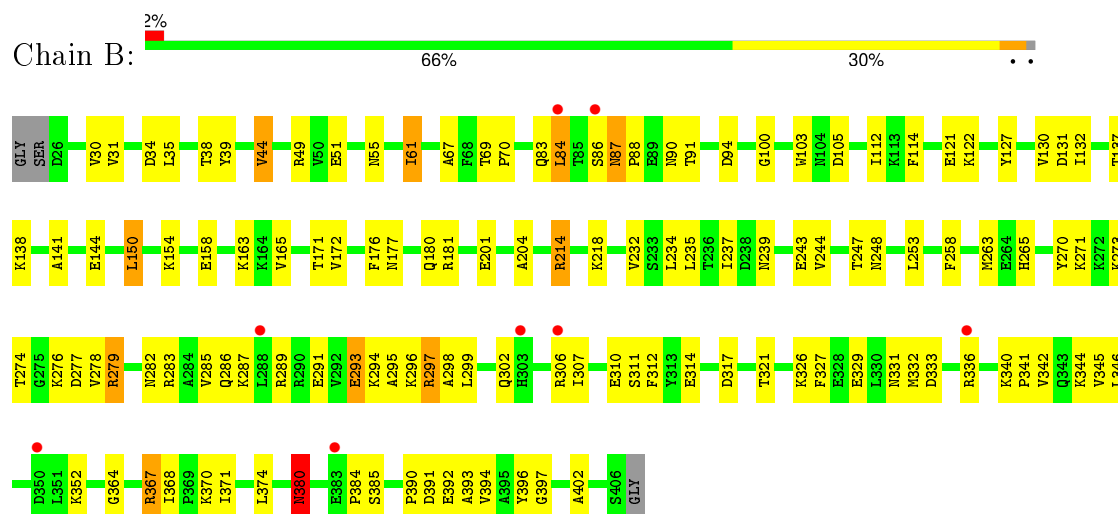 2%
Chain B:
66% 30% • •
GLY SER D26 V30 V31 D34 L35 T38 Y39 V44 R49 V50 E51 N55 I61 A67 F68 T69 P70 Q83 L84 T85 S86 N87 P88 E89 N90 T91 D94 G100 W103 N104 D105 I112 K113 F114 E121 K122 Y127 V130 D131 I132 T137
K138 A141 E144 L150 K154 E158 K163 K164 V165 T171 V172 F176 N177 Q180 R181 E201 A204 R214 K218 V232 S233 L234 L235 T236 I237 D238 N239 E243 V244 T247 N248 L253 F258 M263 E264 H265 Y270 K271 K272 K273
T274 G275 K276 D277 V278 R279 N282 R283 A284 V285 Q286 K287 L288 R289 R290 E291 V292 E293 K294 A295 K296 R297 A298 L299 Q302 H303 R306 I307 E310 S311 F312 Y313 E314 D317 T321 K326 F327 E328 E329 L330 N331 M332 D333 R336 K340 P341 V342 Q343 K344 V345 L346
D350 L351 K352 G364 R367 I368 P369 K370 I371 L374 N380 E383 P384 S385 P390 D391 E392 A393 V394 A395 Y396 G397 A402 S406 GLY